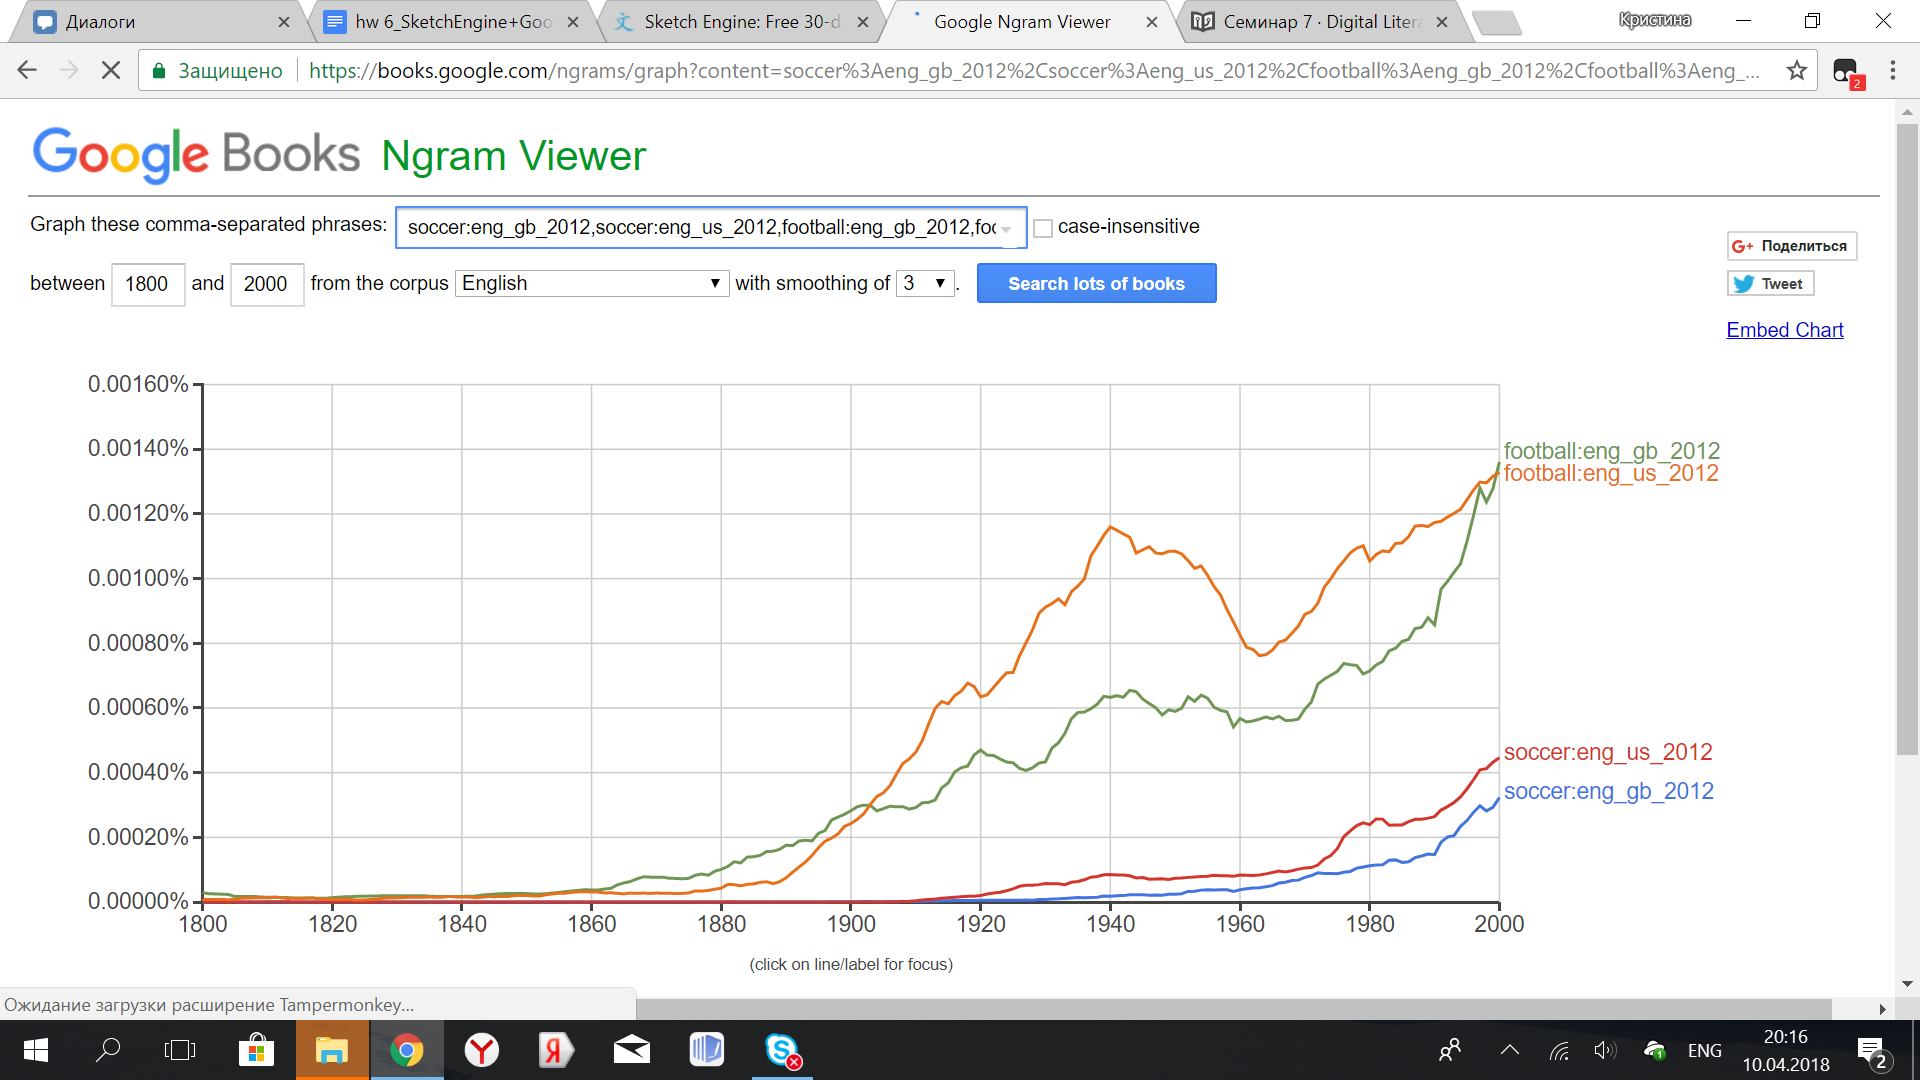 Диалоги
hw 6_SketchEngine+Goo
Sketch Engine: Free 30-d
Google Ngram Viewer
Семинар 7 · Digital Litera
Кристина
Защищено
https://books.google.com/ngrams/graph?content=soccer%3Aeng_gb_2012%2Csoccer%3Aeng_us_2012%2Cfootball%3Aeng_gb_2012%2Cfootball%3Aeng_...
2
Google Books Ngram Viewer
Graph these comma-separated phrases: soccer:eng_gb_2012,soccer:eng_us_2012,football:eng_gb_2012,foo case-insensitive
between 1800 and 2000 from the corpus English with smoothing of 3 . Search lots of books
G+ Поделиться
Tweet
Embed Chart
0.00160%
0.00140%
0.00120%
0.00100%
0.00080%
0.00060%
0.00040%
0.00020%
0.00000%
football:eng_gb_2012
football:eng_us_2012
soccer:eng_us_2012
soccer:eng_gb_2012
1800 1820 1840 1860 1880 1900 1920 1940 1960 1980 2000
(click on line/label for focus)
Ожидание загрузки расширение Tampermonkey...
Я
1
ENG
20:16
10.04.2018
2